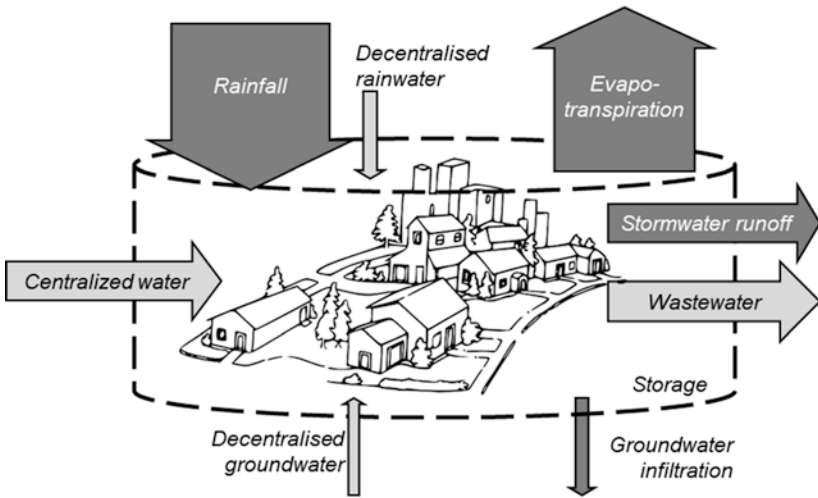 Decentralised
rainwater
Rainfall
Evapo-
transpiration
Stormwater runoff
Centralized water
Wastewater
Storage
Decentralised
groundwater
Groundwater
infiltration